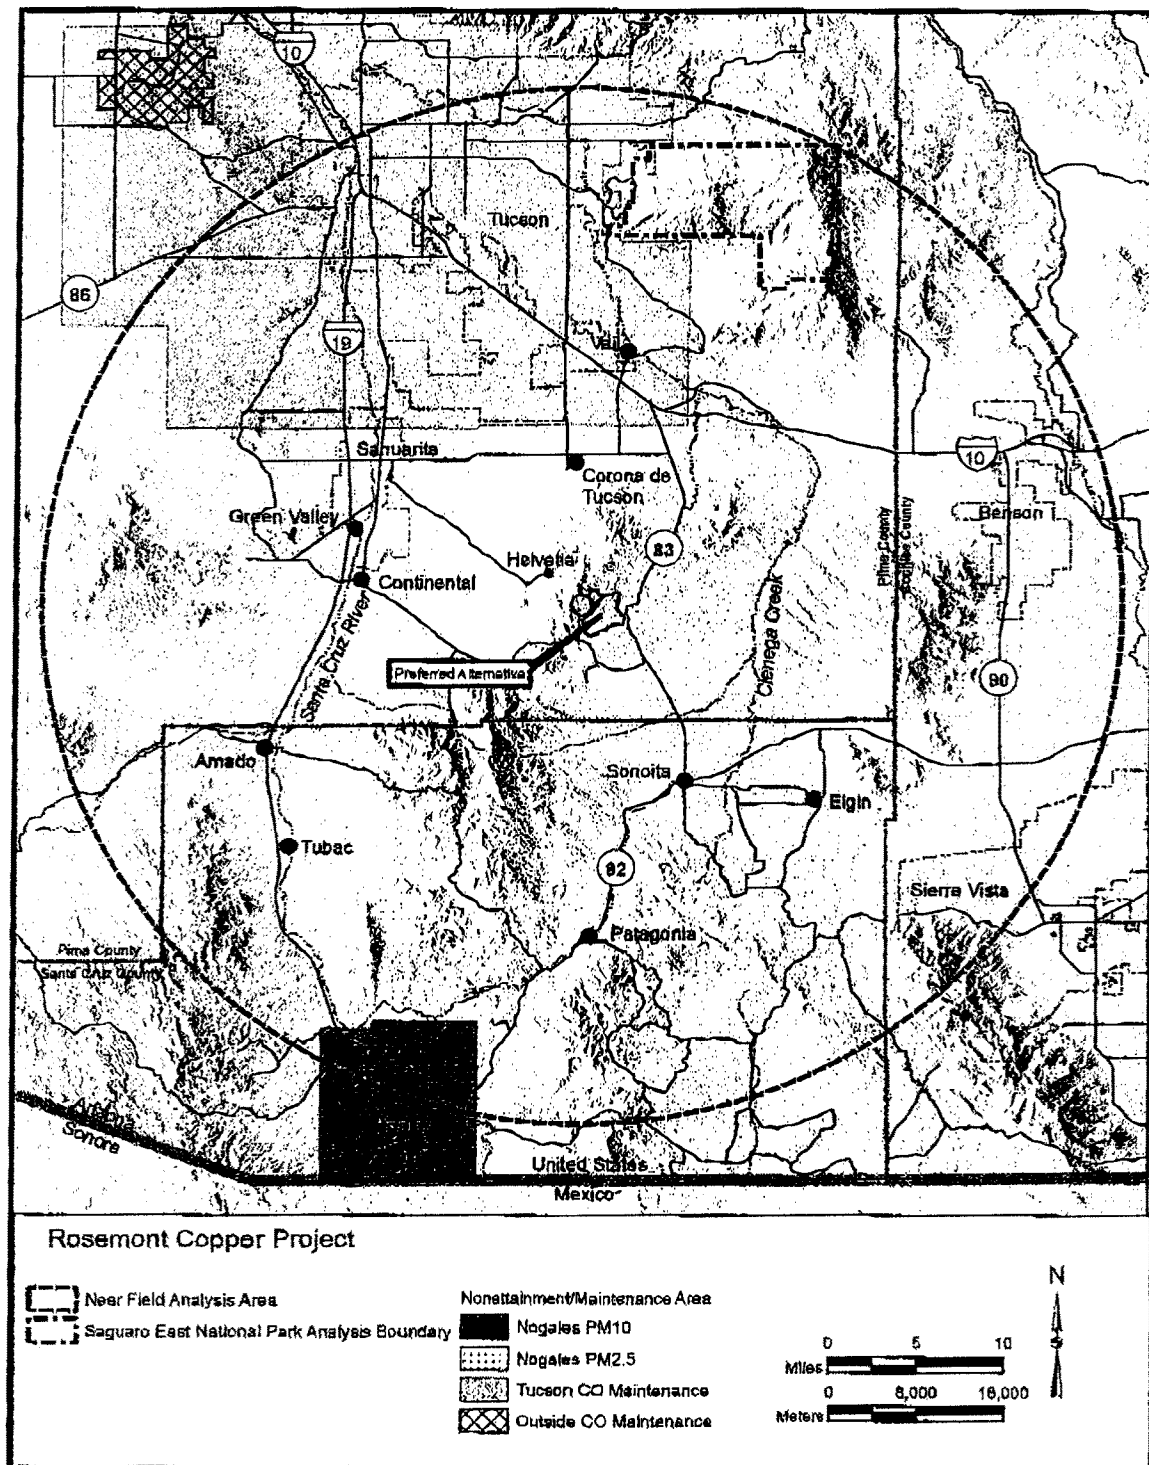 10
Tucson
86
19
Vail
Sahuarita
10
Corona de
Tucson
Green Valley
Benson
Pima County
Cochise County
83
Helvetia
Continental
Cienega Creek
Santa Cruz River
Preferred Alternative
90
Amado
Sonoita
Elgin
Tubac
82
Sierra Vista
Patagonia
Pima County
Santa Cruz County
Arizona
Sonora
United States
Mexico
Rosemont Copper Project
Near Field Analysis Area
Saguaro East National Park Analysis Boundary
Nonattainment/Maintenance Area
Nogales PM10
Nogales PM2.5
Tucson CO Maintenance
Outside CO Maintenance
N
0 5 10
Miles
0 8,000 16,000
Meters